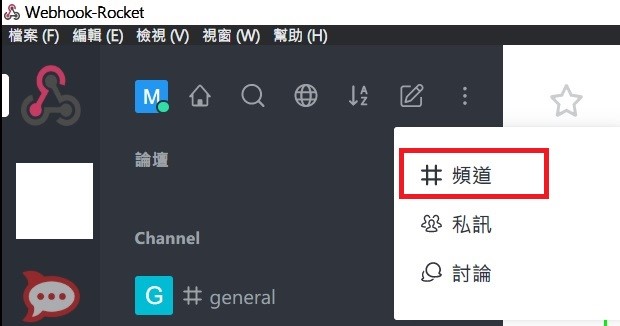 Webhook-Rocket
檔案 (F) 編輯 (E) 檢視 (V) 視窗 (W) 幫助 (H)
M
A
Z
論壇
頻道
私訊
Channel
討論
G # general